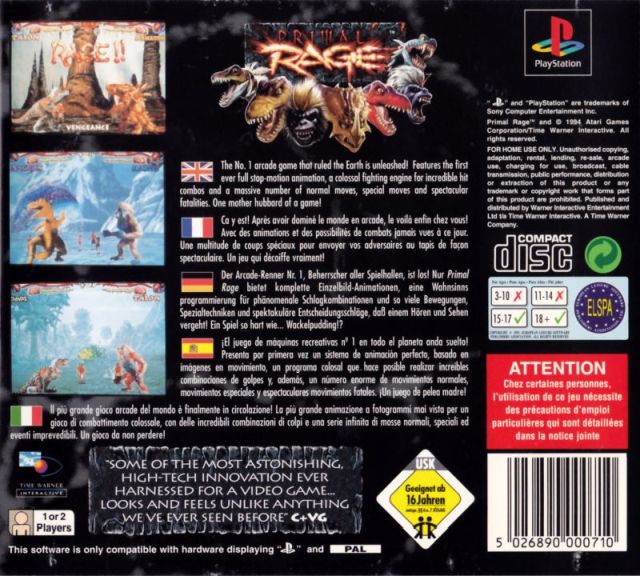 RAGE!!
VENGEANCE
PRIMAL
RAGE
PlayStation
" " and "PlayStation" are trademarks of
Sony Computer Entertainment Inc.
Primal Rage™ and © 1994 Atari Games
Corporation/Time Warner Interactive. All
rights reserved.
FOR HOME USE ONLY. Unauthorised copying,
adaptation, rental, lending, re-sale, arcade
use, charging for use, broadcast, cable
transmission, public performance, distribution
or extraction of this product or any
trademark or copyright work that forms part
of this product are prohibited. Published and
distributed by Warner Interactive Entertainment
Ltd t/a Time Warner Interactive. A Time Warner
Company.
The No. 1 arcade game that ruled the Earth is unleashed! Features the first
ever full stop-motion animation, a colossal fighting engine for incredible hit
combos and a massive number of normal moves, special moves and spectacular
fatalities. One mother hubbard of a game!
Ca y est! Après avoir dominé le monde en arcade, le voilà enfin chez vous!
Avec des animations et des possibilités de combats jamais vues à ce jour.
Une multitude de coups spéciaux pour envoyer vos adversaires au tapis de façon
spectaculaire. Un jeu qui décoiffe vraiment!
Der Arcade-Renner Nr. 1, Beherrscher aller Spielhallen, ist los! Nur Primal
Rage bietet komplette Einzelbild-Animationen, eine Wahnsinns
programmierung für phänomenale Schlagkombinationen und so viele Bewegungen,
Spezialtechniken und spektakuläre Entscheidungsschläge, daß einem Hören und Sehen
vergeht! Ein Spiel so hart wie... Wackelpudding!?
¡El juego de máquinas recreativas nº 1 en todo el planeta anda suelto!
Presenta por primera vez un sistema de animación perfecto, basado en
imágenes en movimiento, un programa colosal que hace posible realizar increíbles
combinaciones de golpes y, además, un número enorme de movimientos normales,
movimientos especiales y espectaculares movimientos fatales. ¡Un juego de pelea madre!
Il più grande gioco arcade del mondo è finalmente in circolazione! La più grande animazione a fotogrammi mai vista per un
gioco di combattimento colossale, con delle incredibili combinazioni di colpi e una serie infinita di mosse normali, speciali ed
eventi imprevedibili. Un gioco da non perdere!
COMPACT
disc
3-10
11-14
15-17
18+
ELSPA
ATTENTION
Chez certaines personnes,
l'utilisation de ce jeu nécessite
des précautions d'emploi
particulières qui sont détaillées
dans la notice jointe
TIME WARNER
INTERACTIVE
"SOME OF THE MOST ASTONISHING,
HIGH-TECH INNOVATION EVER
HARNESSED FOR A VIDEO GAME...
LOOKS AND FEELS UNLIKE ANYTHING
WE'VE EVER SEEN BEFORE" C+VG
USK
Geeignet ab
16 Jahren
1 or 2
Players
This software is only compatible with hardware displaying " " and PAL
5 026890 000710